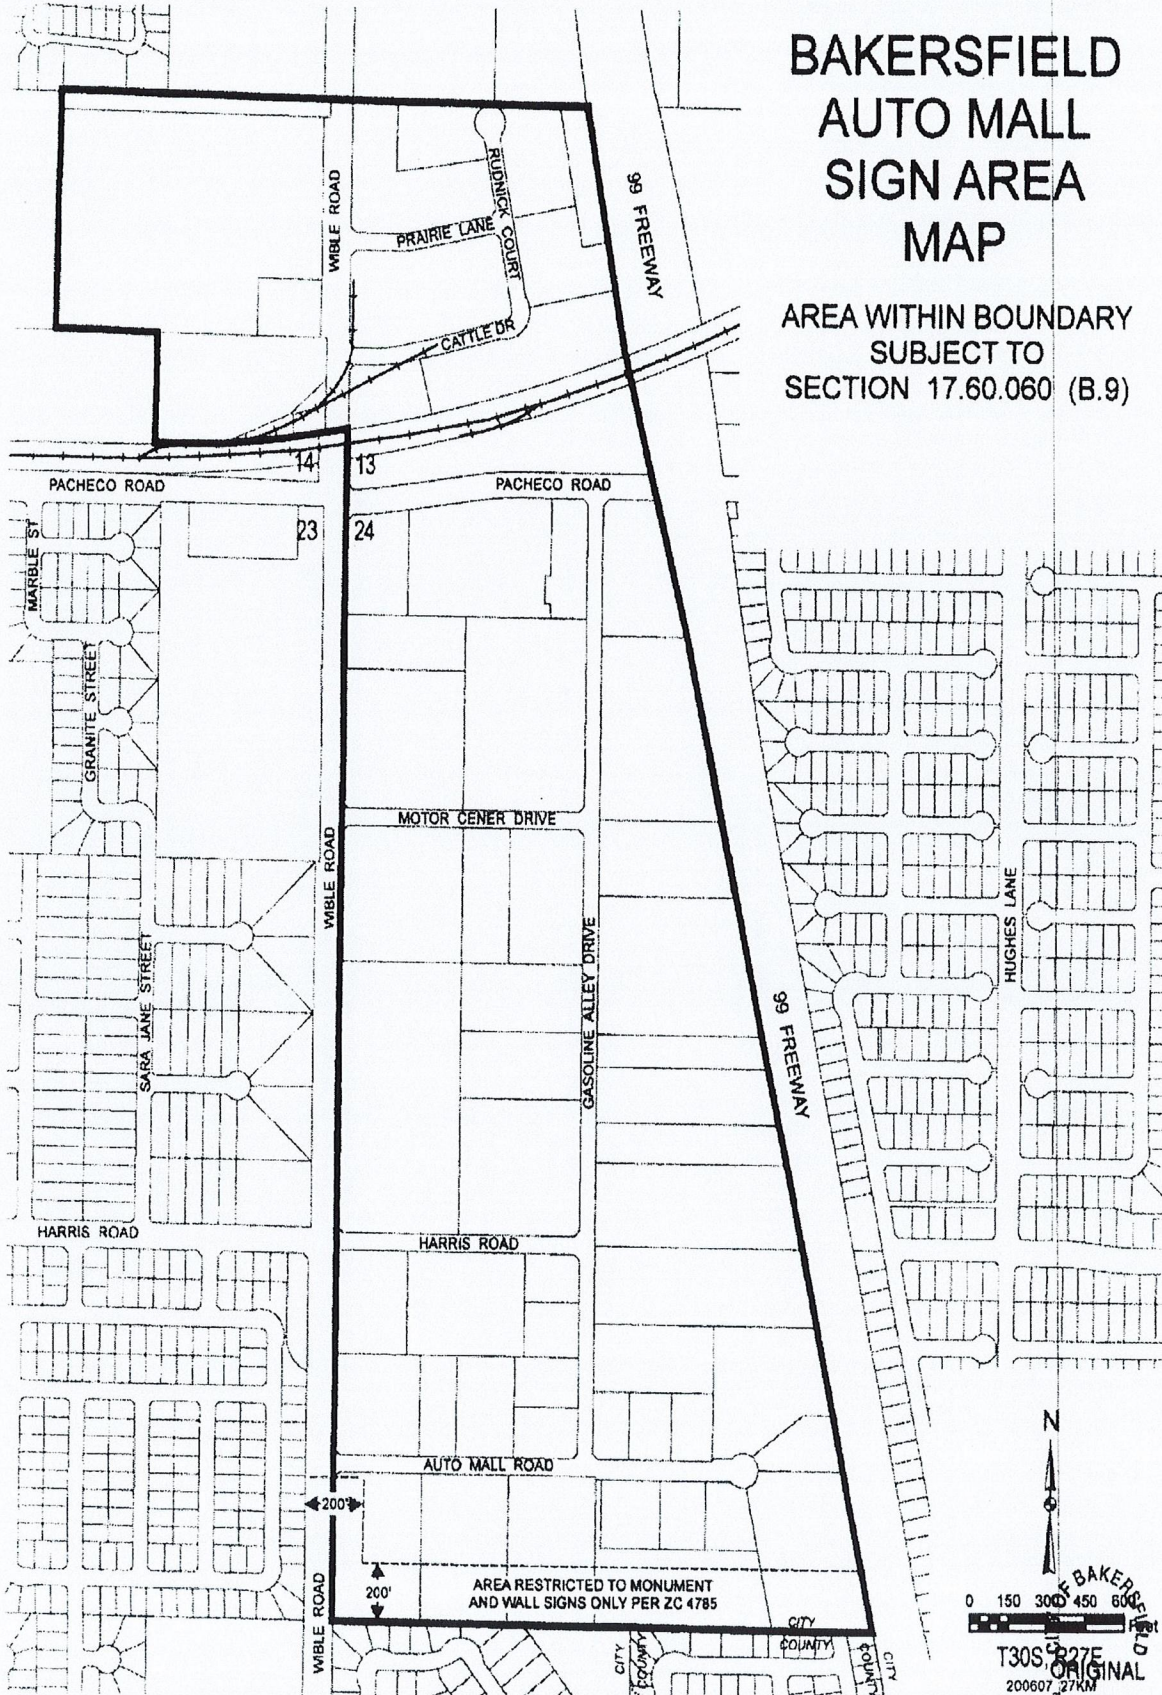 BAKERSFIELD
AUTO MALL
SIGN AREA
MAP
AREA WITHIN BOUNDARY
SUBJECT TO
SECTION 17.60.060 (B.9)
WIBLE ROAD
RUDNICK COURT
PRAIRIE LANE
CATTLE DR
99 FREEWAY
14
13
PACHECO ROAD
PACHECO ROAD
23
24
MARBLE ST
GRANITE STREET
MOTOR CENER DRIVE
WIBLE ROAD
SARA JANE STREET
GASOLINE ALLEY DRIVE
HUGHES LANE
99 FREEWAY
HARRIS ROAD
HARRIS ROAD
AUTO MALL ROAD
200'
200'
AREA RESTRICTED TO MONUMENT
AND WALL SIGNS ONLY PER ZC 4785
WIBLE ROAD
CITY
COUNTY
CITY
COUNTY
CITY
COUNTY
N
0 150 300 450 600
Feet
T30S, R27E
OF BAKERSFIELD
ORIGINAL
200607_27KM